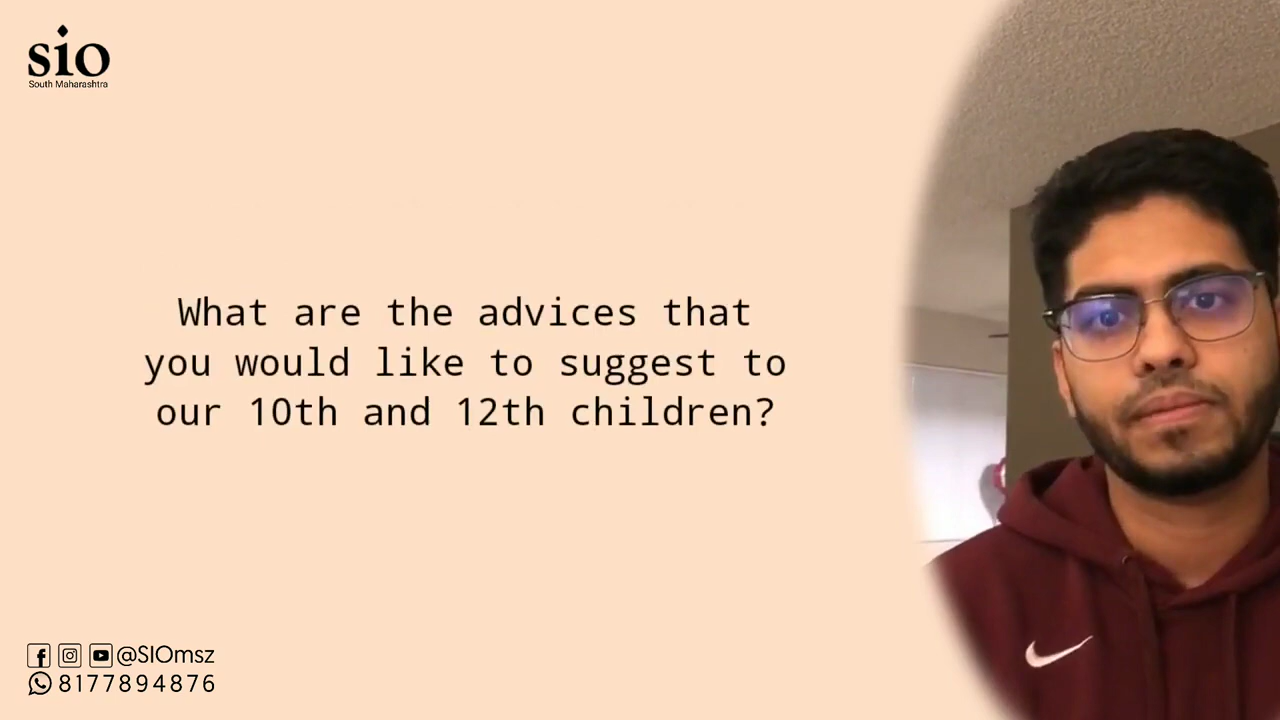 sio
South Maharashtra
What are the advices that
you would like to suggest to
our 10th and 12th children?
@SIOmsz
8177894876